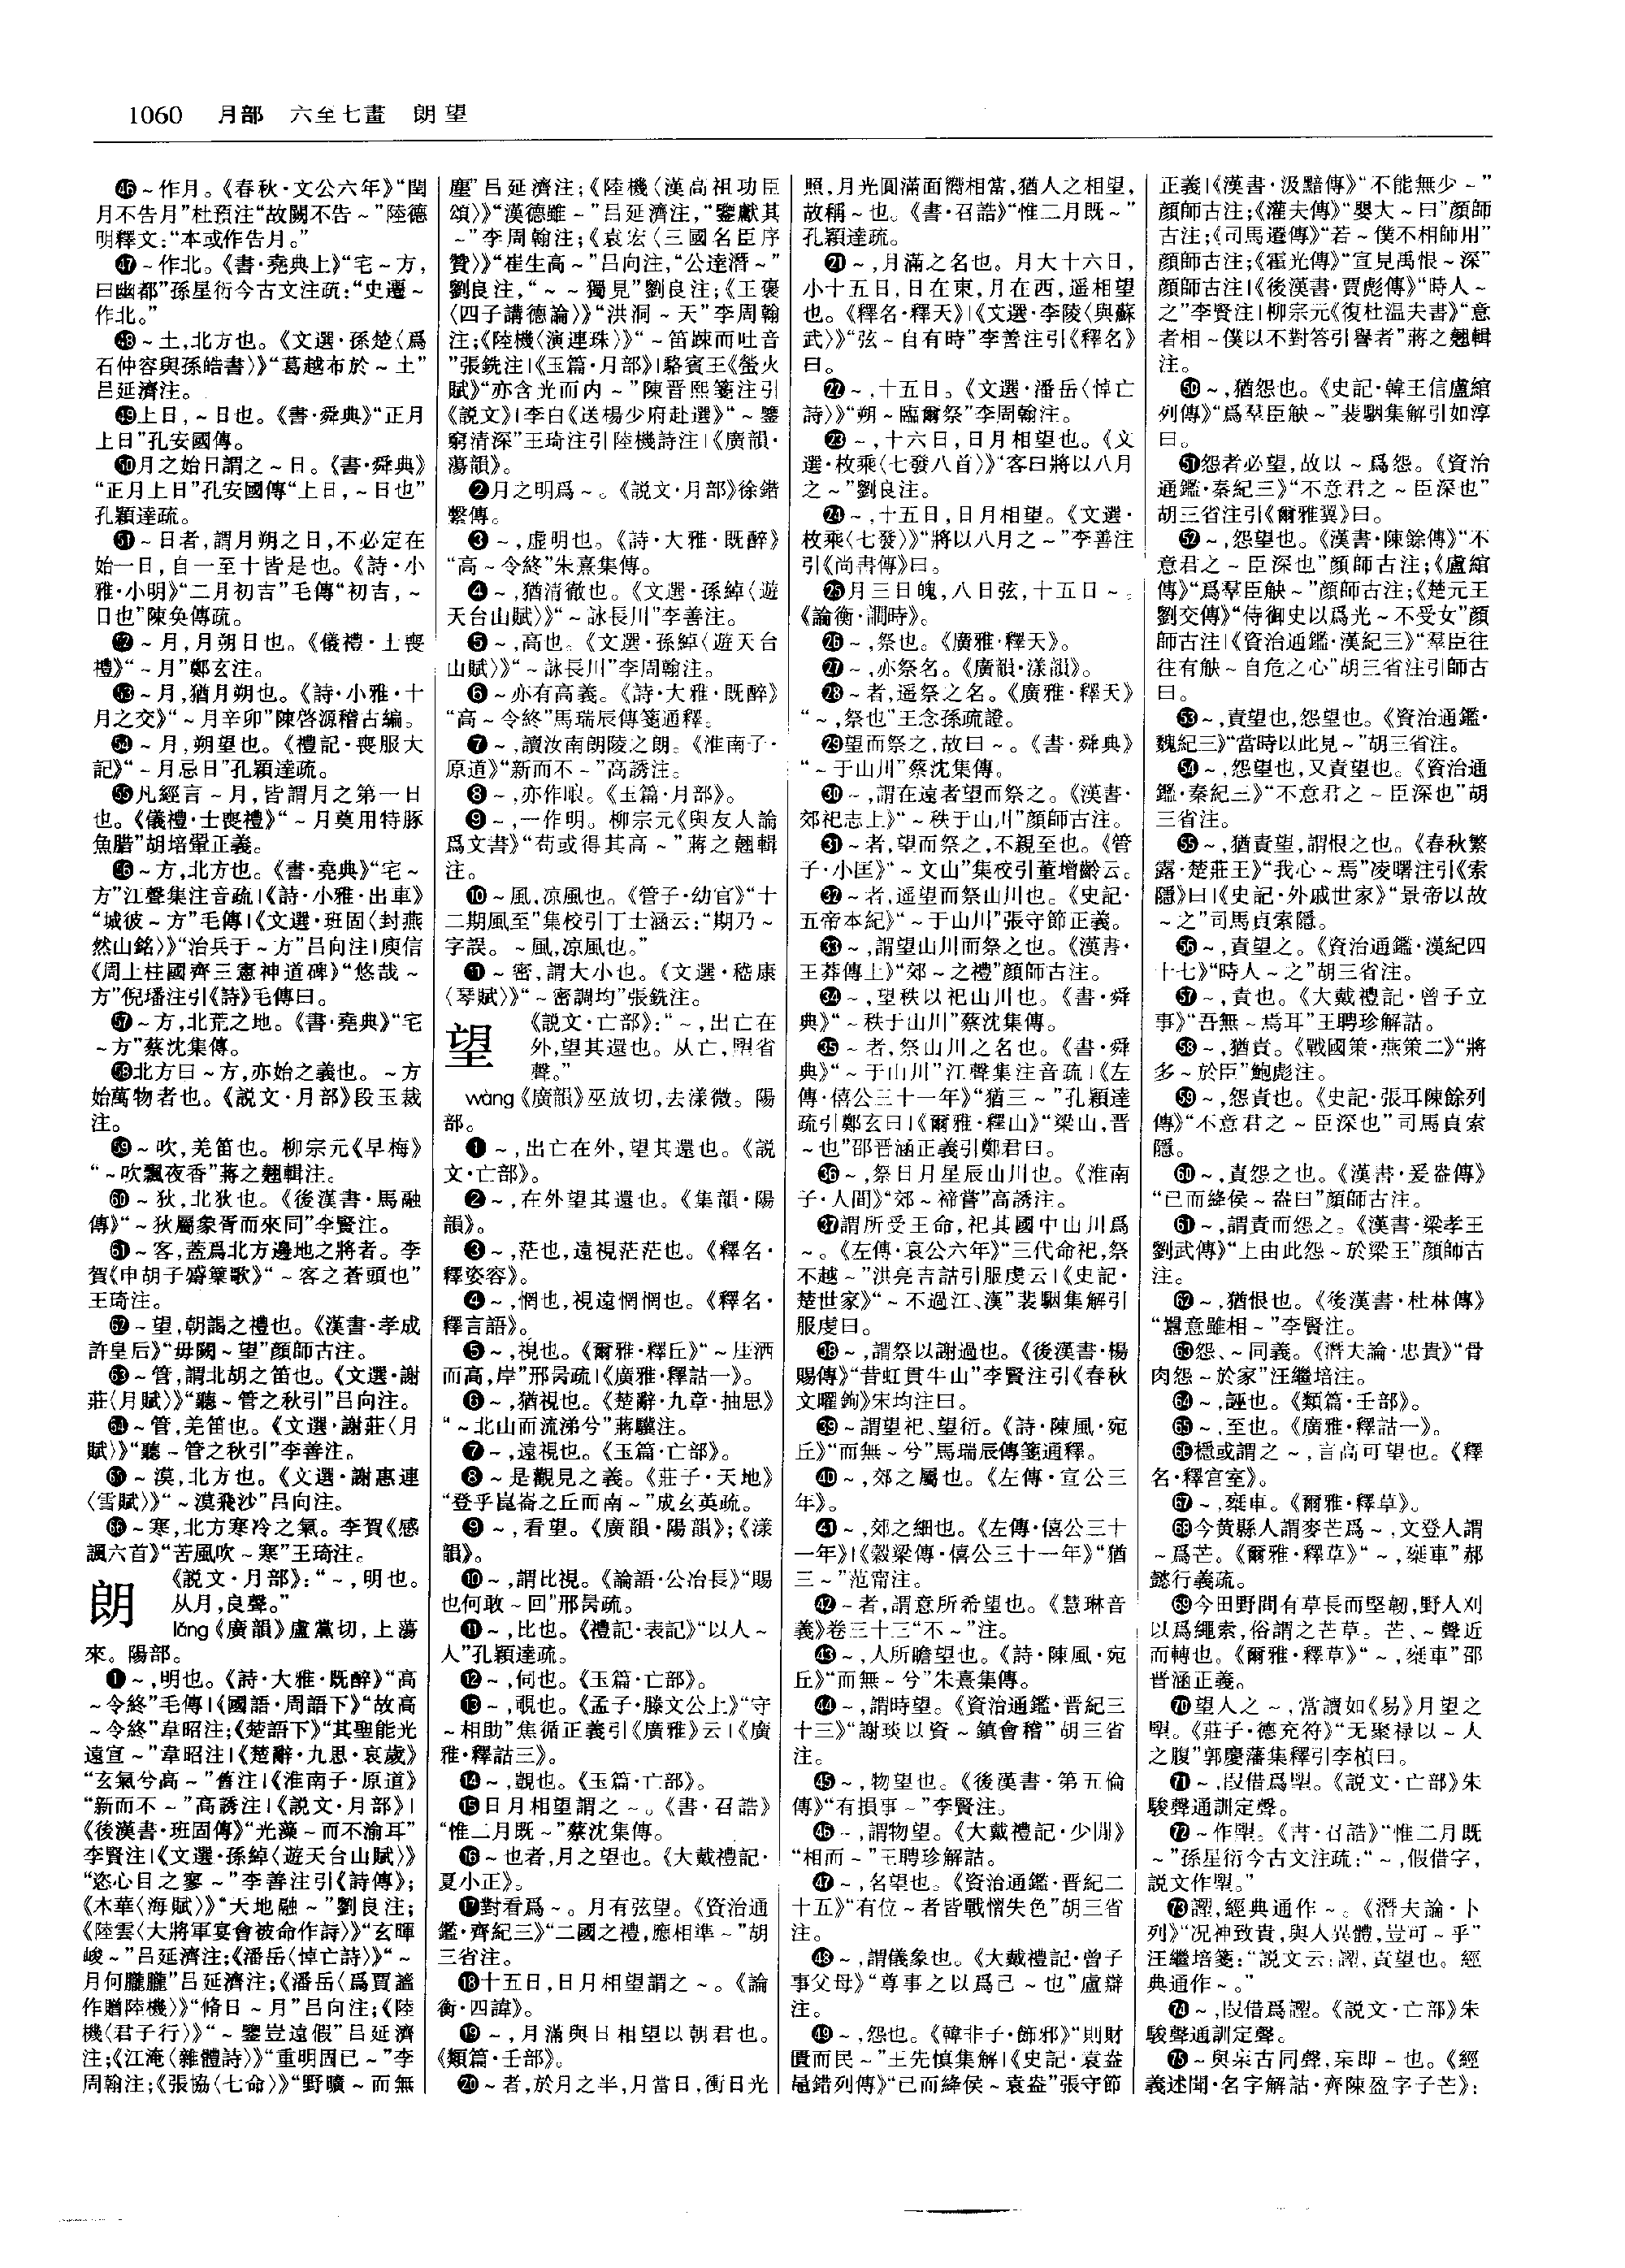 1060 月部 六至七畫 朗望
㊻～作月。《春秋·文公六年》“閏
月不告月”杜預注“故闕不告～”陸德
明釋文：“本或作告月。”
㊼～作北。《書·堯典上》“宅～方，
曰幽都”孫星衍今古文注疏：“史遷～
作北。”
㊽～土，北方也。《文選·孫楚〈爲
石仲容與孫皓書〉》“葛越布於～土”
吕延濟注。
㊾上日，～日也。《書·舜典》“正月
上日”孔安國傳。
㊿月之始日謂之～日。《書·舜典》
“正月上日”孔安國傳“上日，～日也”
孔穎達疏。
51～日者，謂月朔之日，不必定在
始一日，自一至十皆是也。《詩·小
雅·小明》“二月初吉”毛傳“初吉，～
日也”陳奂傳疏。
52～月，月朔日也。《儀禮·士喪
禮》“～月”鄭玄注。
53～月，猶月朔也。《詩·小雅·十
月之交》“～月辛卯”陳啓源稽古編。
54～月，朔望也。《禮記·喪服大
記》“～月忌日”孔穎達疏。
55凡經言～月，皆謂月之第一日
也。《儀禮·士喪禮》“～月奠用特豚
魚腊”胡培翬正義。
56～方，北方也。《書·堯典》“宅～
方”江聲集注音疏|《詩·小雅·出車》
“城彼～方”毛傳|《文選·班固〈封燕
然山銘〉》“治兵于～方”吕向注|庾信
《周上柱國齊王憲神道碑》“悠哉～
方”倪璠注引《詩》毛傳曰。
57～方，北荒之地。《書·堯典》“宅
～方”蔡沈集傳。
58北方曰～方，亦始之義也。～方
始萬物者也。《説文·月部》段玉裁
注。
59～吹，羌笛也。柳宗元《早梅》
“～吹飄夜香”蔣之翹輯注。
60～狄，北狄也。《後漢書·馬融
傳》“～狄屬象胥而來同”李賢注。
61～客，蓋爲北方邊地之將者。李
賀《申胡子觱篥歌》“～客之蒼頭也”
王琦注。
62～望，朝謁之禮也。《漢書·孝成
許皇后》“毋闕～望”顔師古注。
63～管，謂北胡之笛也。《文選·謝
莊〈月賦〉》“聽～管之秋引”吕向注。
64～管，羌笛也。《文選·謝莊〈月
賦〉》“聽～管之秋引”李善注。
65～漠，北方也。《文選·謝惠連
〈雪賦〉》“～漠飛沙”吕向注。
66～寒，北方寒冷之氣。李賀《感
諷六首》“苦風吹～寒”王琦注。
朗
《説文·月部》：“～，明也。
从月，良聲。”
lǎng《廣韻》盧黨切，上蕩
來。陽部。
❶～，明也。《詩·大雅·既醉》“高
～令終”毛傳|《國語·周語下》“故高
～令終”韋昭注；《楚語下》“其聖能光
遠宣～”韋昭注|《楚辭·九思·哀歲》
“玄氣兮高～”舊注|《淮南子·原道》
“新而不～”高誘注|《説文·月部》|
《後漢書·班固傳》“光藻～而不渝耳”
李賢注|《文選·孫綽〈遊天台山賦〉》
“恣心目之寥～”李善注引《詩傳》；
《木華〈海賦〉》“天地融～”劉良注；
《陸雲〈大將軍宴會被命作詩〉》“玄暉
峻～”吕延濟注；《潘岳〈悼亡詩〉》“～
月何朧朧”吕延濟注；《潘岳〈爲賈謐
作贈陸機〉》“脩日～月”吕向注；《陸
機〈君子行〉》“～鑒豈遠假”吕延濟
注；《江淹〈雜體詩〉》“重明固已～”李
周翰注；《張協〈七命〉》“野曠～而無
塵”吕延濟注；《陸機〈漢高祖功臣
頌〉》“漢德雖～”吕延濟注，“鑒獻其
～”李周翰注；《袁宏〈三國名臣序
贊〉》“崔生高～”吕向注，“公達潛～”
劉良注，“～～獨見”劉良注；《王褒
〈四子講德論〉》“洪洞～天”李周翰
注；《陸機〈演連珠〉》“～笛踈而吐音
”張銑注|《玉篇·月部》|駱賓王《螢火
賦》“亦含光而内～”陳晉熙箋注引
《説文》|李白《送楊少府赴選》“～鑒
窮清深”王琦注引陸機詩注|《廣韻·
蕩韻》。
❷月之明爲～。《説文·月部》徐鍇
繫傳。
❸～，虚明也。《詩·大雅·既醉》
“高～令終”朱熹集傳。
❹～，猶清徹也。《文選·孫綽〈遊
天台山賦〉》“～詠長川”李善注。
❺～，高也。《文選·孫綽〈遊天台
山賦〉》“～詠長川”李周翰注。
❻～亦有高義。《詩·大雅·既醉》
“高～令終”馬瑞辰傳箋通釋。
❼～，讀汝南朗陵之朗。《淮南子·
原道》“新而不～”高誘注。
❽～，亦作㫰。《玉篇·月部》。
❾～，一作明。柳宗元《與友人論
爲文書》“苟或得其高～”蔣之翹輯
注。
❿～風，凉風也。《管子·幼官》“十
二期風至”集校引丁士涵云：“期乃～
字誤。～風，凉風也。”
⓫～密，謂大小也。《文選·嵇康
〈琴賦〉》“～密調均”張銑注。
望
《説文·亡部》：“～，出亡在
外，望其還也。从亡，朢省
聲。”
wàng《廣韻》巫放切，去漾微。陽
部。
❶～，出亡在外，望其還也。《説
文·亡部》。
❷～，在外望其還也。《集韻·陽
韻》。
❸～，茫也，遠視茫茫也。《釋名·
釋姿容》。
❹～，惘也，視遠惘惘也。《釋名·
釋言語》。
❺～，視也。《爾雅·釋丘》“～厓洒
而高，岸”邢昺疏|《廣雅·釋詁一》。
❻～，猶視也。《楚辭·九章·抽思》
“～北山而流涕兮”蔣驥注。
❼～，遠視也。《玉篇·亡部》。
❽～是觀見之義。《莊子·天地》
“登乎崑崙之丘而南～”成玄英疏。
❾～，看望。《廣韻·陽韻》；《漾
韻》。
❿～，謂比視。《論語·公冶長》“賜
也何敢～回”邢昺疏。
⓫～，比也。《禮記·表記》“以人～
人”孔穎達疏。
⓬～，伺也。《玉篇·亡部》。
⓭～，覗也。《孟子·滕文公上》“守
～相助”焦循正義引《廣雅》云|《廣
雅·釋詁三》。
⓮～，覩也。《玉篇·亡部》。
⓯日月相望謂之～。《書·召誥》
“惟二月既～”蔡沈集傳。
⓰～也者，月之望也。《大戴禮記·
夏小正》。
⓱對看爲～。月有弦望。《資治通
鑑·齊紀三》“二國之禮，應相準～”胡
三省注。
⓲十五日，日月相望謂之～。《論
衡·四諱》。
⓳～，月滿與日相望以朝君也。
《類篇·壬部》。
⓴～者，於月之半，月當日，衝日光
照，月光圓滿面嚮相當，猶人之相望，
故稱～也。《書·召誥》“惟二月既～”
孔穎達疏。
㉑～，月滿之名也。月大十六日，
小十五日，日在東，月在西，遥相望
也。《釋名·釋天》|《文選·李陵〈與蘇
武〉》“弦～自有時”李善注引《釋名》
曰。
㉒～，十五日。《文選·潘岳〈悼亡
詩〉》“朔～臨爾祭”李周翰注。
㉓～，十六日，日月相望也。《文
選·枚乘〈七發八首〉》“客曰將以八月
之～”劉良注。
㉔～，十五日，日月相望。《文選·
枚乘〈七發〉》“將以八月之～”李善注
引《尚書傳》曰。
㉕月三日魄，八日弦，十五日～。
《論衡·𧬤時》。
㉖～，祭也。《廣雅·釋天》。
㉗～，亦祭名。《廣韻·漾韻》。
㉘～者，遥祭之名。《廣雅·釋天》
“～，祭也”王念孫疏證。
㉙望而祭之，故曰～。《書·舜典》
“～于山川”蔡沈集傳。
㉚～，謂在遠者望而祭之。《漢書·
郊祀志上》“～秩于山川”顔師古注。
㉛～者，望而祭之，不親至也。《管
子·小匡》“～文山”集校引董增齡云。
㉜～者，遥望而祭山川也。《史記·
五帝本紀》“～于山川”張守節正義。
㉝～，謂望山川而祭之也。《漢書·
王莽傳上》“郊～之禮”顔師古注。
㉞～，望秩以祀山川也。《書·舜
典》“～秩于山川”蔡沈集傳。
㉟～者，祭山川之名也。《書·舜
典》“～于山川”江聲集注音疏|《左
傳·僖公三十一年》“猶三～”孔穎達
疏引鄭玄曰|《爾雅·釋山》“梁山，晋
～也”邵晋涵正義引鄭君曰。
㊱～，祭日月星辰山川也。《淮南
子·人間》“郊～禘嘗”高誘注。
㊲謂所受王命，祀其國中山川爲
～。《左傳·哀公六年》“三代命祀，祭
不越～”洪亮吉詁引服虔云|《史記·
楚世家》“～不過江、漢”裴駰集解引
服虔曰。
㊳～，謂祭以謝過也。《後漢書·楊
賜傳》“昔虹貫牛山”李賢注引《春秋
文曜鉤》宋均注曰。
㊴～謂望祀、望衍。《詩·陳風·宛
丘》“而無～兮”馬瑞辰傳箋通釋。
㊵～，郊之屬也。《左傳·宣公三
年》。
㊶～，郊之細也。《左傳·僖公三十
一年》|《穀梁傳·僖公三十一年》“猶
三～”范甯注。
㊷～者，謂意所希望也。《慧琳音
義》卷三十三“不～”注。
㊸～，人所瞻望也。《詩·陳風·宛
丘》“而無～兮”朱熹集傳。
㊹～，謂時望。《資治通鑑·晋紀三
十三》“謝琰以資～鎮會稽”胡三省
注。
㊺～，物望也。《後漢書·第五倫
傳》“有損事～”李賢注。
㊻～，謂物望。《大戴禮記·少閒》
“相而～”王聘珍解詁。
㊼～，名望也。《資治通鑑·晋紀二
十五》“有位～者皆戰慴失色”胡三省
注。
㊽～，謂儀象也。《大戴禮記·曾子
事父母》“尊事之以爲己～也”盧辯
注。
㊾～，怨也。《韓非子·飾邪》“則財
匱而民～”王先慎集解|《史記·袁盎
鼂錯列傳》“已而絳侯～袁盎”張守節
正義|《漢書·汲黯傳》“不能無少～”
顔師古注；《灌夫傳》“嬰大～曰”顔師
古注；《司馬遷傳》“若～僕不相師用”
顔師古注；《霍光傳》“宣見禹恨～深”
顔師古注|《後漢書·賈彪傳》“時人～
之”李賢注|柳宗元《復杜温夫書》“意
者相～僕以不對答引譽者”蔣之翹輯
注。
㊿～，猶怨也。《史記·韓王信盧綰
列傳》“爲羣臣觖～”裴駰集解引如淳
曰。
51怨者必望，故以～爲怨。《資治
通鑑·秦紀三》“不意君之～臣深也”
胡三省注引《爾雅翼》曰。
52～，怨望也。《漢書·陳餘傳》“不
意君之～臣深也”顔師古注；《盧綰
傳》“爲羣臣觖～”顔師古注；《楚元王
劉交傳》“侍御史以爲光～不受女”顔
師古注|《資治通鑑·漢紀三》“羣臣往
往有觖～自危之心”胡三省注引師古
曰。
53～，責望也，怨望也。《資治通鑑·
魏紀三》“當時以此見～”胡三省注。
54～，怨望也，又責望也。《資治通
鑑·秦紀三》“不意君之～臣深也”胡
三省注。
55～，猶責望，謂恨之也。《春秋繁
露·楚莊王》“我心～焉”凌曙注引《索
隱》曰|《史記·外戚世家》“景帝以故
～之”司馬貞索隱。
56～，責望之。《資治通鑑·漢紀四
十七》“時人～之”胡三省注。
57～，責也。《大戴禮記·曾子立
事》“吾無～焉耳”王聘珍解詁。
58～，猶責。《戰國策·燕策二》“將
多～於臣”鮑彪注。
59～，怨責也。《史記·張耳陳餘列
傳》“不意君之～臣深也”司馬貞索
隱。
60～，責怨之也。《漢書·爰盎傳》
“已而絳侯～盎曰”顔師古注。
61～，謂責而怨之。《漢書·梁孝王
劉武傳》“上由此怨～於梁王”顔師古
注。
62～，猶恨也。《後漢書·杜林傳》
“囂意雖相～”李賢注。
63怨、～同義。《潛夫論·忠貴》“骨
肉怨～於家”汪繼培注。
64～，誣也。《類篇·壬部》。
65～，至也。《廣雅·釋詁一》。
66檼或謂之～，言高可望也。《釋
名·釋宫室》。
67～，椉車。《爾雅·釋草》。
68今黄縣人謂麥芒爲～，文登人謂
～爲芒。《爾雅·釋草》“～，椉車”郝
懿行義疏。
69今田野間有草長而堅韌，野人刈
以爲繩索，俗謂之芒草。芒、～聲近
而轉也。《爾雅·釋草》“～，椉車”邵
晋涵正義。
70望人之～，當讀如《易》月望之
朢。《莊子·德充符》“无聚禄以～人
之腹”郭慶藩集釋引李楨曰。
71～，叚借爲朢。《説文·亡部》朱
駿聲通訓定聲。
72～作朢。《書·召誥》“惟二月既
～”孫星衍今古文注疏：“～，假借字，
説文作朢。”
73謹，經典通作～。《潛夫論·卜
列》“况神致貴，與人異體，豈可～乎”
汪繼培箋：“説文云：謹，責望也。經
典通作～。”
74～，叚借爲謹。《説文·亡部》朱
駿聲通訓定聲。
75～與杗古同聲，杗即～也。《經
義述聞·名字解詁·齊陳盈字子芒》：